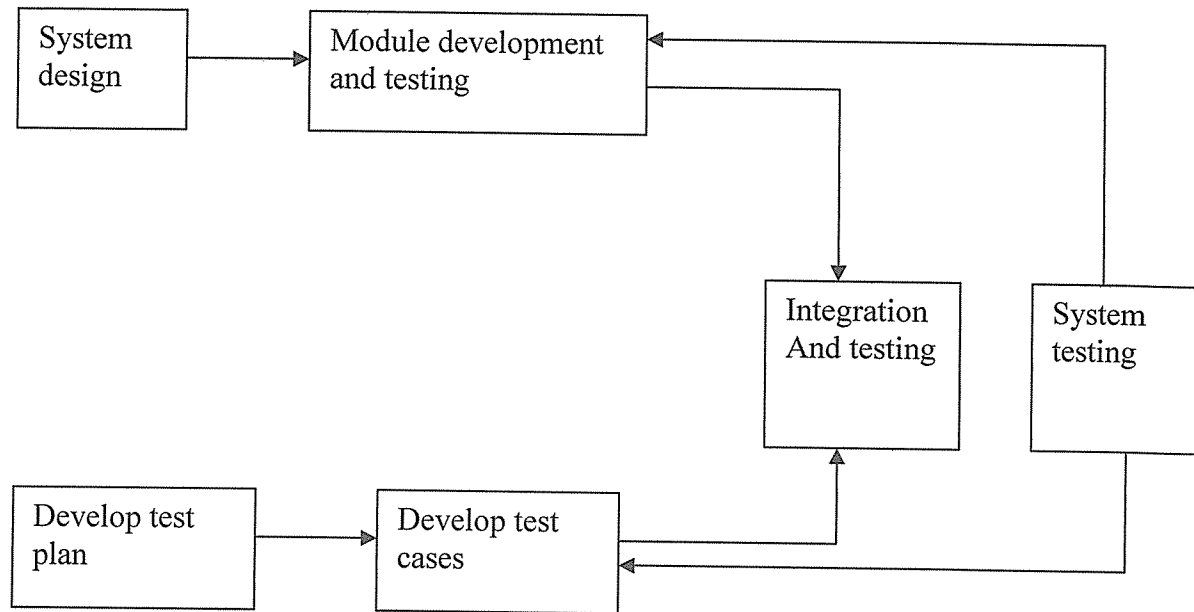 System
design
Module development
and testing
Integration
And testing
System
testing
Develop test
plan
Develop test
cases